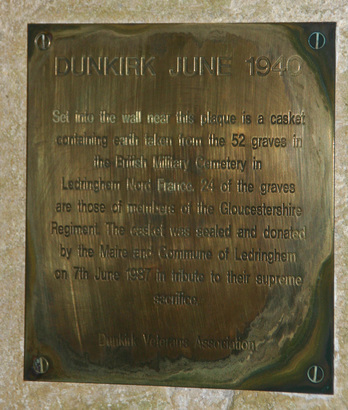 DUNKIRK JUNE 1940
Set into the wall near this plaque is a casket
containing earth taken from the 52 graves in
the British Military Cemetery in
Ledringhem Nord France. 24 of the graves
are those of members of the Gloucestershire
Regiment. The casket was sealed and donated
by the Maire and Commune of Ledringhem
on 7th June 1987 in tribute to their supreme
sacrifice
Dunkirk Veterans Association